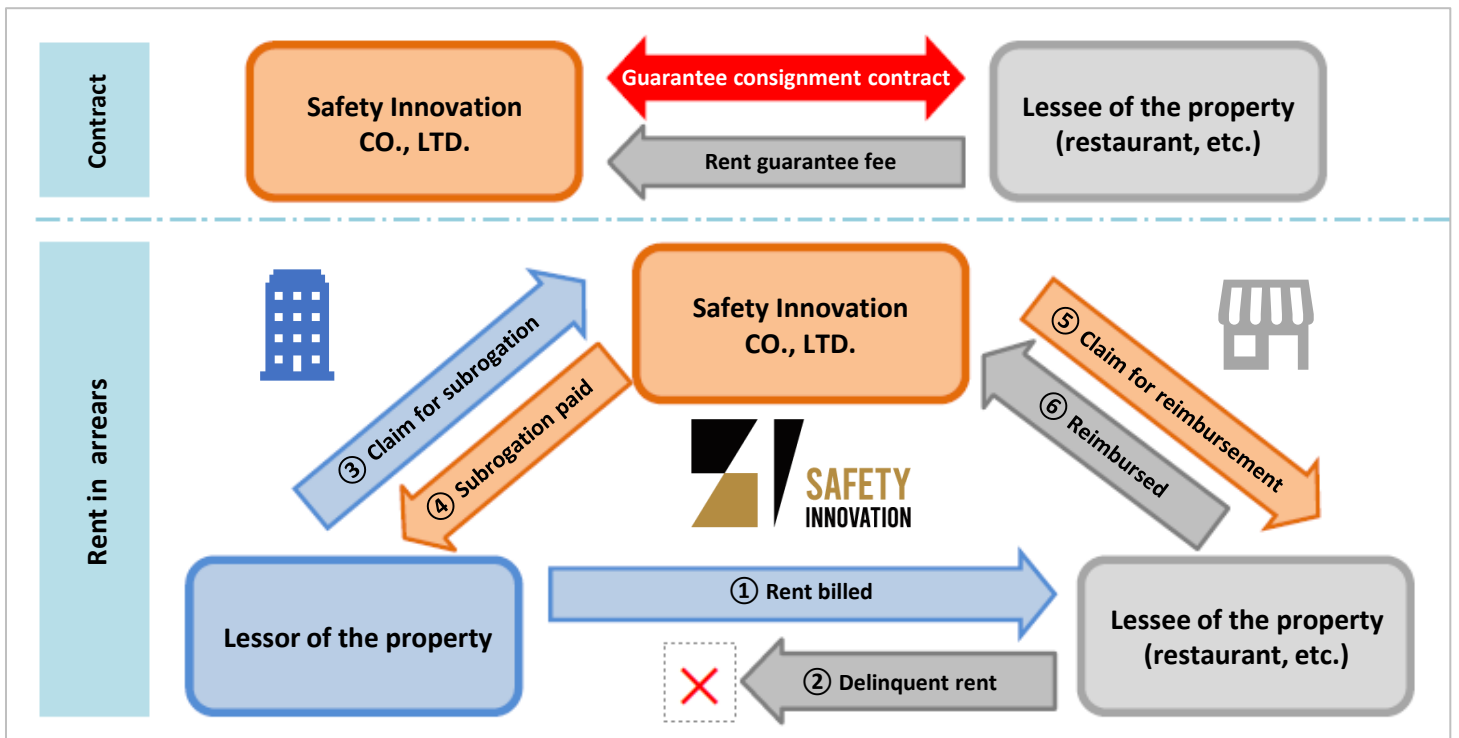 Contract
Safety Innovation
CO., LTD.
Guarantee consignment contract
Rent guarantee fee
Lessee of the property
(restaurant, etc.)
Rent in arrears
Safety Innovation
CO., LTD.
③ Claim for subrogation
④ Subrogation paid
⑤ Claim for reimbursement
⑥ Reimbursed
SAFETY
INNOVATION
Lessor of the property
① Rent billed
② Delinquent rent
Lessee of the property
(restaurant, etc.)